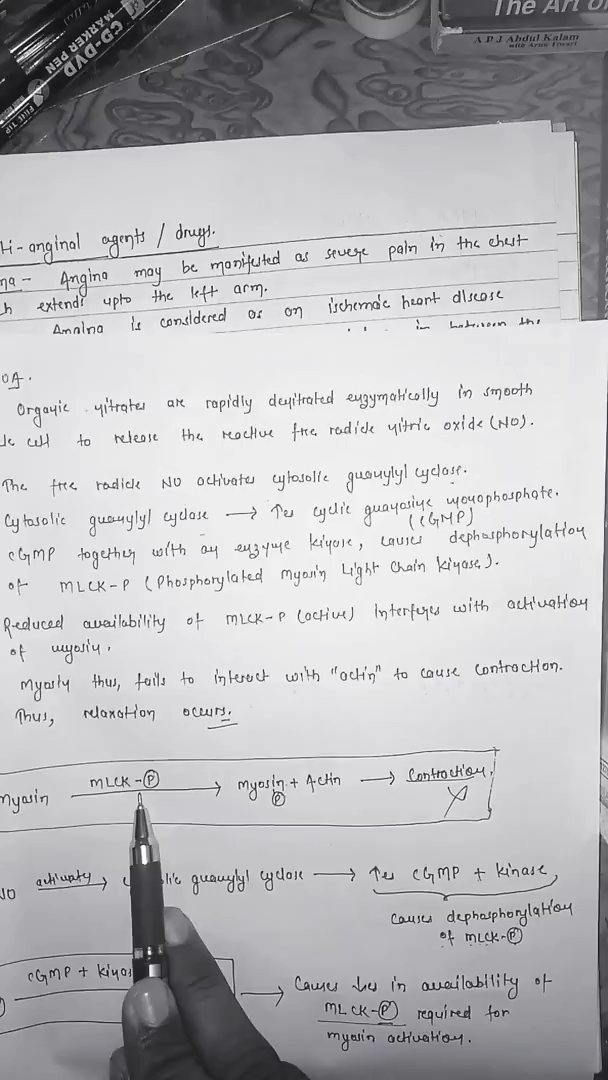 CD-DVD
MARKER PEN
FINE TIP
The Art of
A P J Abdul Kalam
with Arun Tiwari
ti-anginal agents / drugs.
na - Angina may be manifested as severe pain in the chest
h extends upto the left arm.
Angina is considered as an ischemic heart disease
OA.
Organic nitrates are rapidly denitrated enzymatically in smooth
le cell to release the reactive free radicle nitric oxide (NO).
The free radicle NO activates cytosolic guanylyl cyclase.
Cytosolic guanylyl cyclase → ↑es cyclic guanosine monophosphate.
(cGMP)
cGMP together with an enzyme kinase, causes dephosphorylation
of MLCK-P (Phosphorylated Myosin Light Chain Kinase).
Reduced availability of MLCK-P (active) interferes with activation
of myosin.
Myosin thus, fails to interact with "actin" to cause contraction.
Thus, relaxation occurs.
Myosin MLCK-Ⓟ → Myosin + Actin → Contraction.
Ⓟ X
NO activates → lic guanylyl cyclase → ↑es cGMP + kinase,
causes dephosphorylation
of MLCK-Ⓟ
cGMP + kinas → Causes ↓es in availability of
MLCK-Ⓟ required for
myosin activation.